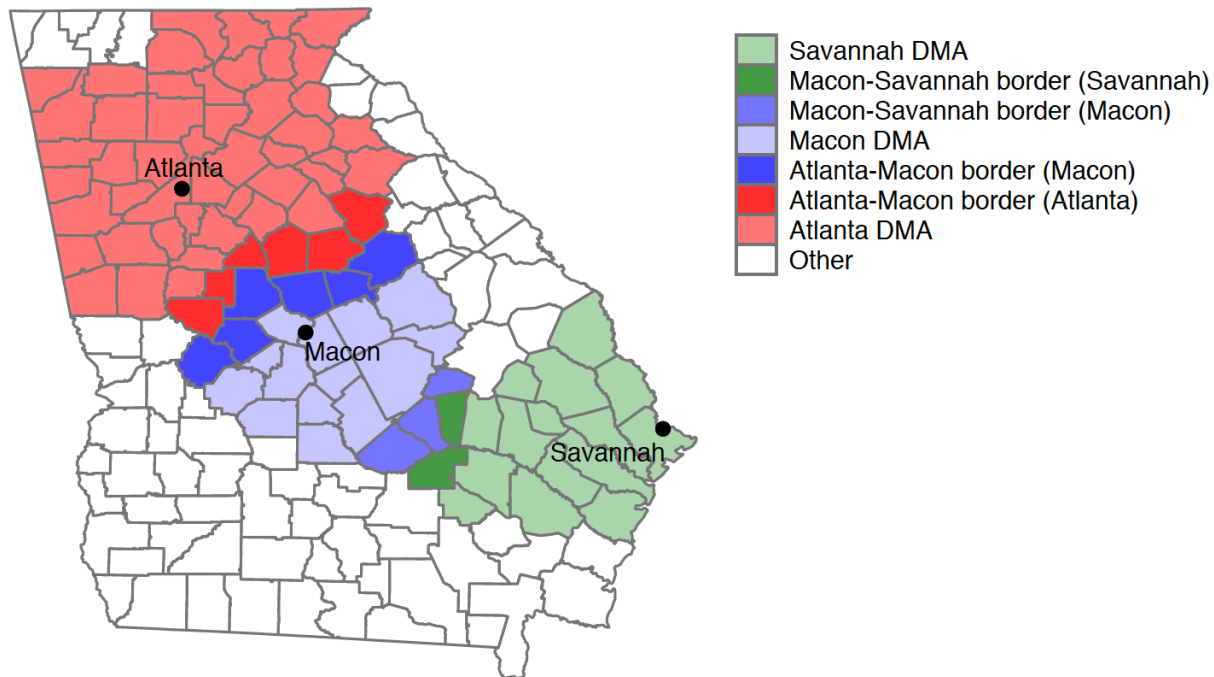 Savannah DMA
Macon-Savannah border (Savannah)
Macon-Savannah border (Macon)
Macon DMA
Atlanta-Macon border (Macon)
Atlanta-Macon border (Atlanta)
Atlanta DMA
Other
Atlanta
Macon
Savannah